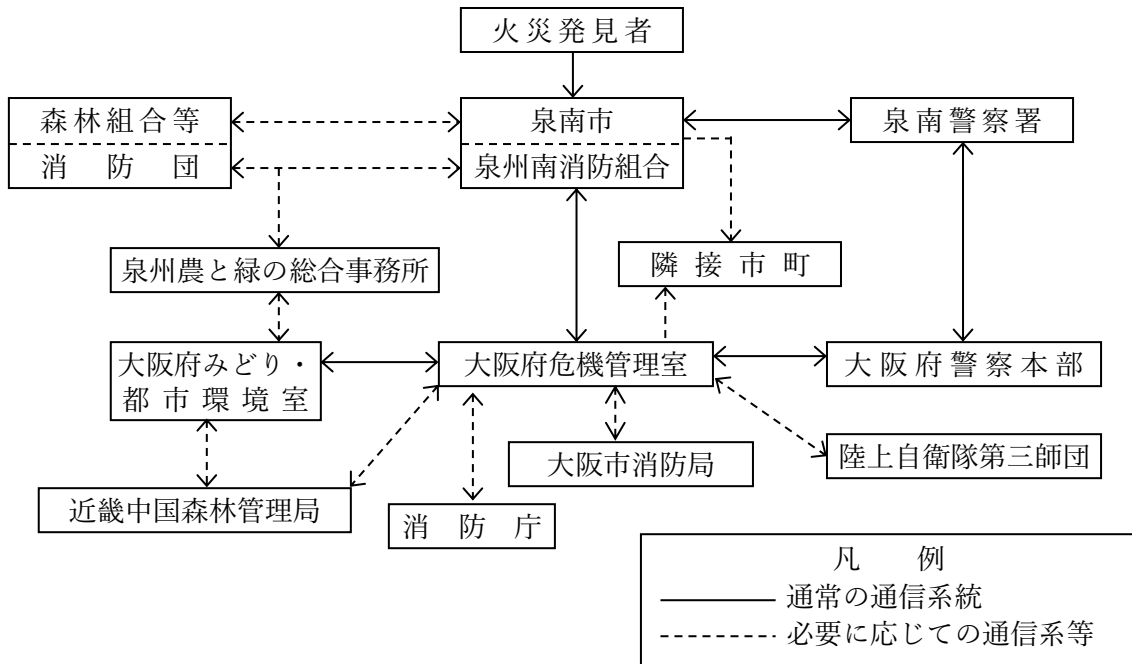 火災発見者
森林組合等
消防団
泉南市
泉州南消防組合
泉南警察署
泉州農と緑の総合事務所
隣接市町
大阪府みどり・
都市環境室
大阪府危機管理室
大阪府警察本部
大阪市消防局
陸上自衛隊第三師団
近畿中国森林管理局
消防庁
凡例
通常の通信系統
必要に応じての通信系等